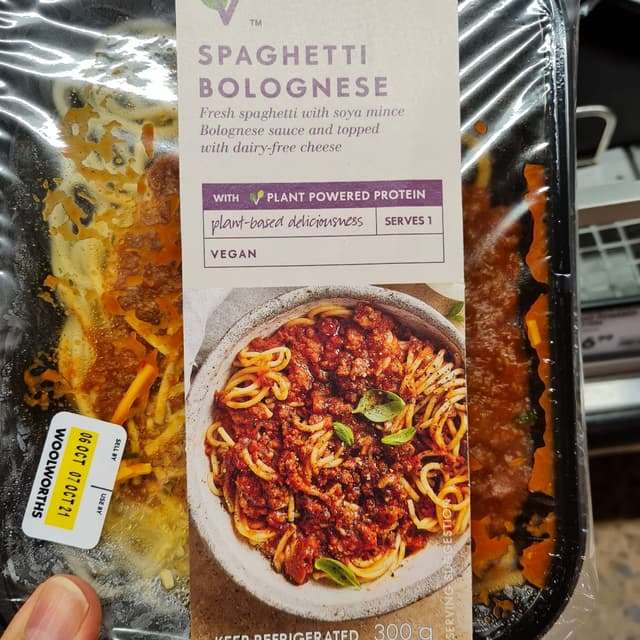 TM
SPAGHETTI
BOLOGNESE
Fresh spaghetti with soya mince
Bolognese sauce and topped
with dairy-free cheese
WITH PLANT POWERED PROTEIN
plant-based deliciousness
SERVES 1
VEGAN
SELL BY
USE BY
06 OCT 07 OCT 21
WOOLWORTHS
SERVING SUGGESTION
KEEP REFRIGERATED 300 g